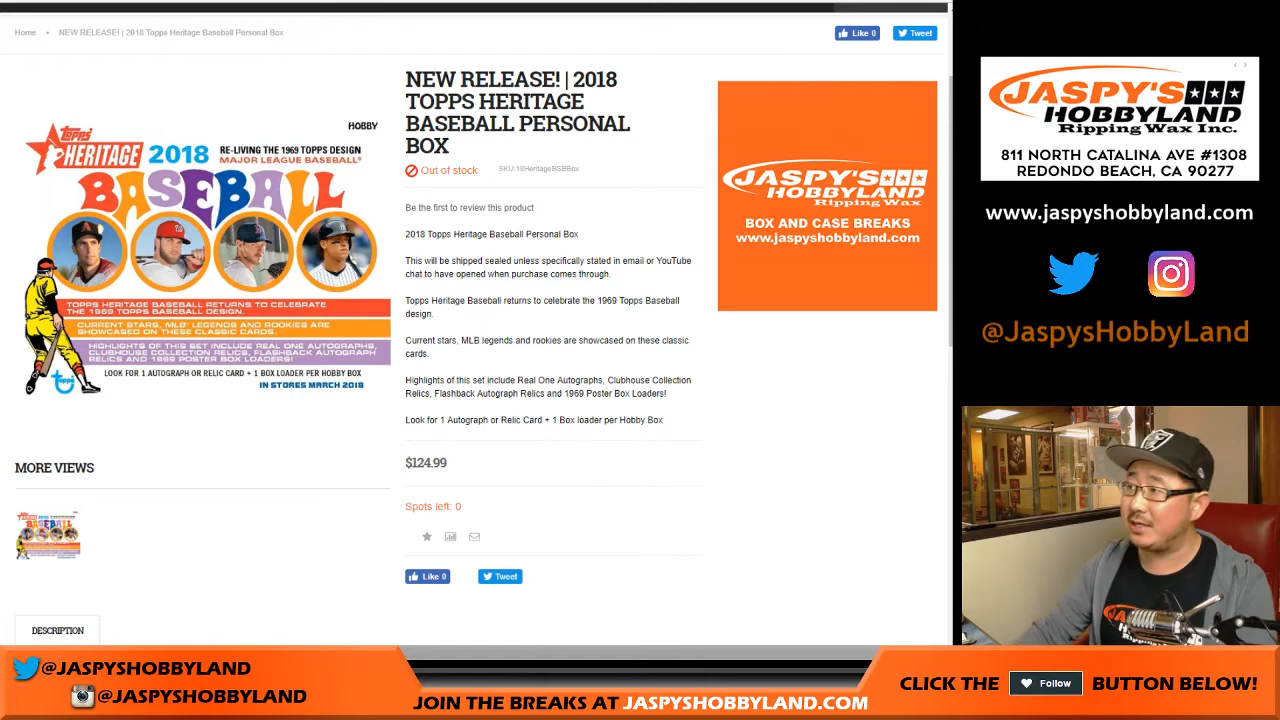 Home • NEW RELEASE! | 2018 Topps Heritage Baseball Personal Box
Like 0
Tweet
NEW RELEASE! | 2018
TOPPS HERITAGE
BASEBALL PERSONAL
BOX
Out of stock
SKU:18HeritageBSBBox
Be the first to review this product
2018 Topps Heritage Baseball Personal Box
This will be shipped sealed unless specifically stated in email or YouTube
chat to have opened when purchase comes through.
Topps Heritage Baseball returns to celebrate the 1969 Topps Baseball
design.
Current stars, MLB legends and rookies are showcased on these classic
cards.
Highlights of this set include Real One Autographs, Clubhouse Collection
Relics, Flashback Autograph Relics and 1969 Poster Box Loaders!
Look for 1 Autograph or Relic Card + 1 Box loader per Hobby Box
$124.99
Spots left: 0
Like 0
Tweet
HOBBY
Topps
HERITAGE
2018
RE-LIVING THE 1969 TOPPS DESIGN
MAJOR LEAGUE BASEBALL®
BASEBALL
TOPPS HERITAGE BASEBALL RETURNS TO CELEBRATE
THE 1969 TOPPS BASEBALL DESIGN.
CURRENT STARS, MLB® LEGENDS AND ROOKIES ARE
SHOWCASED ON THESE CLASSIC CARDS.
HIGHLIGHTS OF THIS SET INCLUDE REAL ONE AUTOGRAPHS,
CLUBHOUSE COLLECTION RELICS, FLASHBACK AUTOGRAPH
RELICS AND 1969 POSTER BOX LOADERS!
LOOK FOR 1 AUTOGRAPH OR RELIC CARD + 1 BOX LOADER PER HOBBY BOX
topps
IN STORES MARCH 2018
MORE VIEWS
DESCRIPTION
JASPY'S
HOBBYLAND
Ripping Wax
BOX AND CASE BREAKS
www.jaspyshobbyland.com
JASPY'S
HOBBYLAND
Ripping Wax Inc.
811 NORTH CATALINA AVE #1308
REDONDO BEACH, CA 90277
www.jaspyshobbyland.com
@JaspysHobbyLand
@JASPYSHOBBYLAND
@JASPYSHOBBYLAND
JOIN THE BREAKS AT JASPYSHOBBYLAND.COM
CLICK THE Follow BUTTON BELOW!